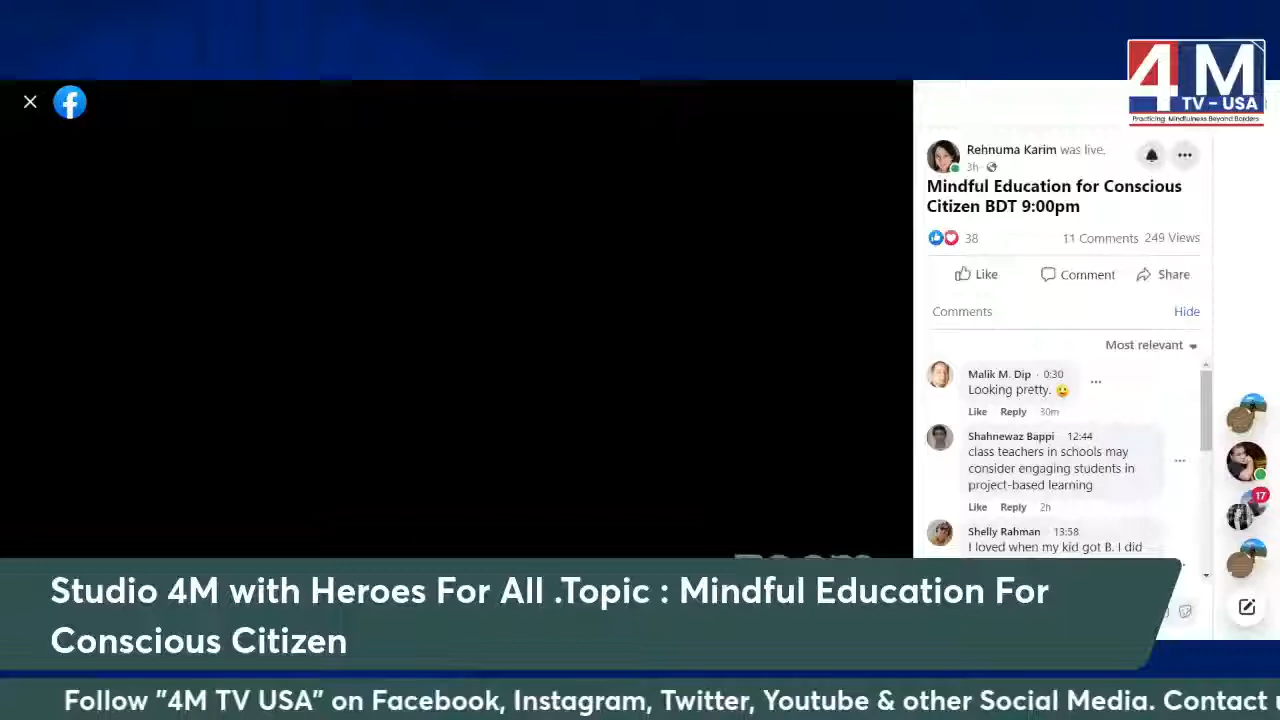 4M
TV - USA
Practicing Mindfulness Beyond Borders
Rehnuma Karim was live.
3h
Mindful Education for Conscious
Citizen BDT 9:00pm
38
11 Comments 249 Views
Like
Comment
Share
Comments
Hide
Most relevant
Malik M. Dip · 0:30
Looking pretty.
Like Reply 30m
Shahnewaz Bappi 12:44
class teachers in schools may
consider engaging students in
project-based learning
Like Reply 2h
17
Shelly Rahman · 13:58
I loved when my kid got B. I did
zoom
Studio 4M with Heroes For All .Topic : Mindful Education For
Conscious Citizen
Follow "4M TV USA" on Facebook, Instagram, Twitter, Youtube & other Social Media. Contact